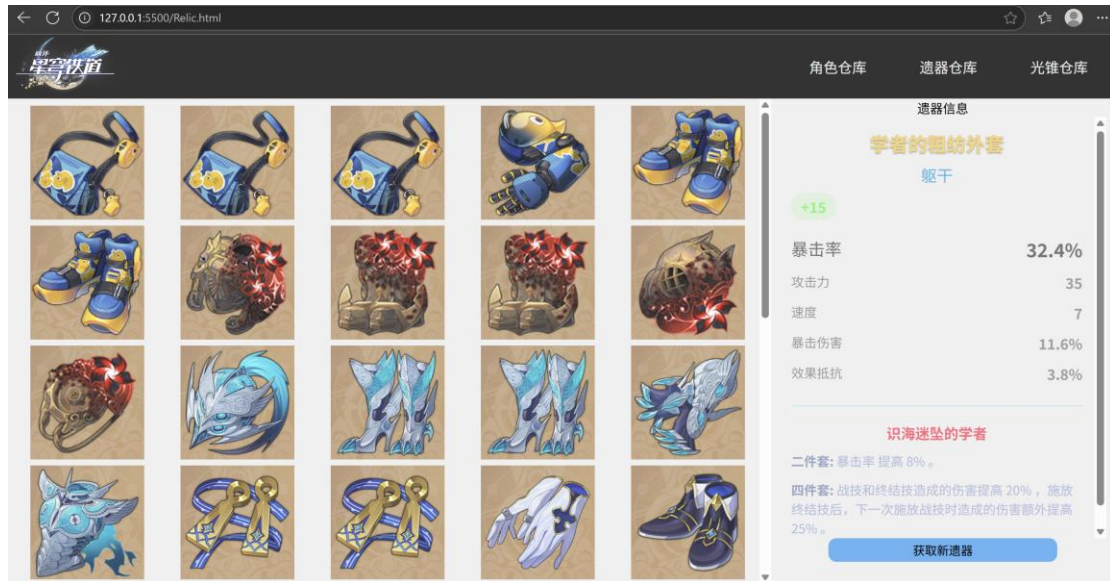 127.0.0.1:5500/Relic.html
崩坏
星穹铁道
角色仓库 遗器仓库 光锥仓库
遗器信息
学者的粗纺外套
躯干
+15
暴击率 32.4%
攻击力 35
速度 7
暴击伤害 11.6%
效果抵抗 3.8%
识海迷坠的学者
二件套: 暴击率 提高 8% 。
四件套: 战技和终结技造成的伤害提高 20% ，施放
终结技后，下一次施放战技时造成的伤害额外提高
25% 。
获取新遗器